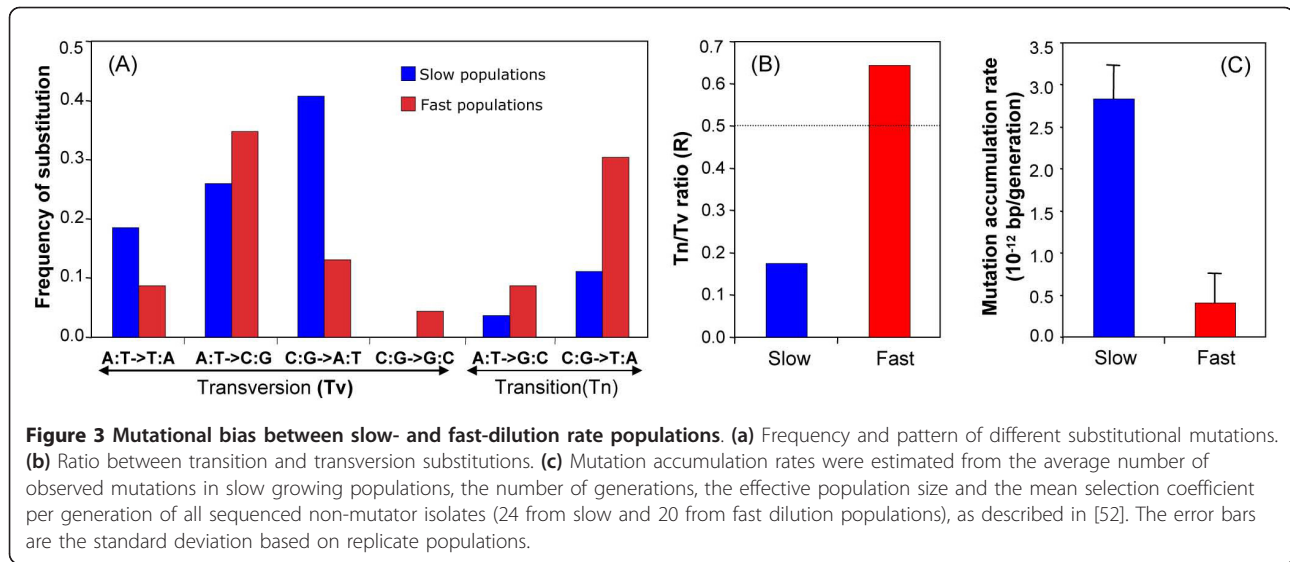 (A)
Slow populations
Fast populations
Frequency of substitution
0.5
0.4
0.3
0.2
0.1
0.0
A:T->T:A A:T->C:G C:G->A:T C:G->G:C A:T->G:C C:G->T:A
Transversion (Tv) Transition(Tn)
(B)
Tn/Tv ratio (R)
0.7
0.6
0.5
0.4
0.3
0.2
0.1
0.0
Slow Fast
(C)
Mutation accumulation rate
(10-12 bp/generation)
3.5
3.0
2.5
2.0
1.5
1.0
0.5
0.0
Slow Fast
Figure 3 Mutational bias between slow- and fast-dilution rate populations. (a) Frequency and pattern of different substitutional mutations.
(b) Ratio between transition and transversion substitutions. (c) Mutation accumulation rates were estimated from the average number of
observed mutations in slow growing populations, the number of generations, the effective population size and the mean selection coefficient
per generation of all sequenced non-mutator isolates (24 from slow and 20 from fast dilution populations), as described in [52]. The error bars
are the standard deviation based on replicate populations.